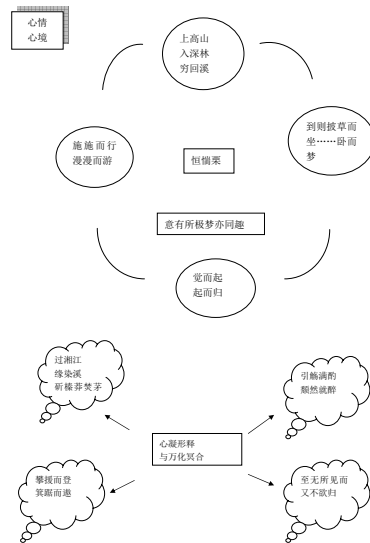 心情
心境
上高山
入深林
穷回溪
到则披草而
坐……卧而
梦
施施而行
漫漫而游
恒惴栗
意有所极梦亦同趣
觉而起
起而归
过湘江
缘染溪
斫榛莽焚茅
引觞满酌
颓然就醉
心凝形释
与万化冥合
攀援而登
箕踞而遨
至无所见而
又不欲归